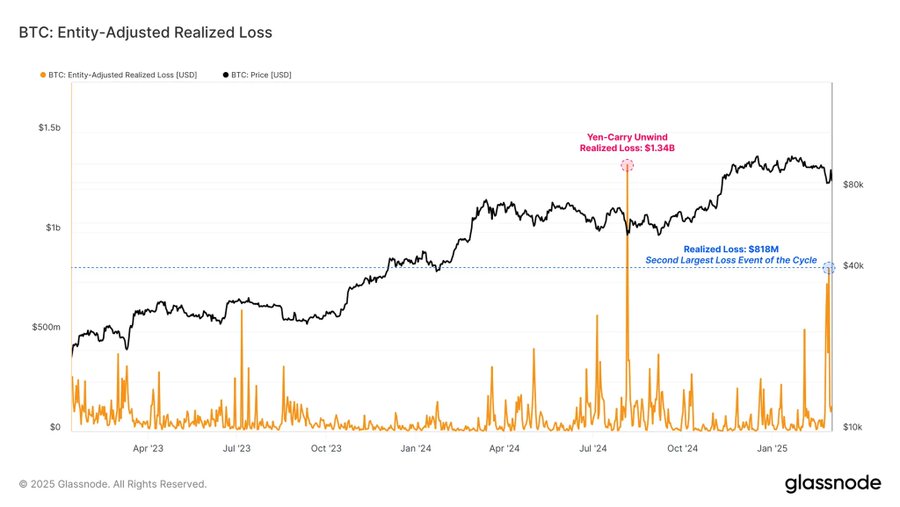 BTC: Entity-Adjusted Realized Loss
BTC: Entity-Adjusted Realized Loss [USD]
BTC: Price [USD]
$1.5b
Yen-Carry Unwind
Realized Loss: $1.34B
$80k
$1b
Realized Loss: $818M
Second Largest Loss Event of the Cycle
$40k
$500m
$0
$10k
Apr '23
Jul '23
Oct '23
Jan '24
Apr '24
Jul '24
Oct '24
Jan '25
© 2025 Glassnode. All Rights Reserved.
glassnode